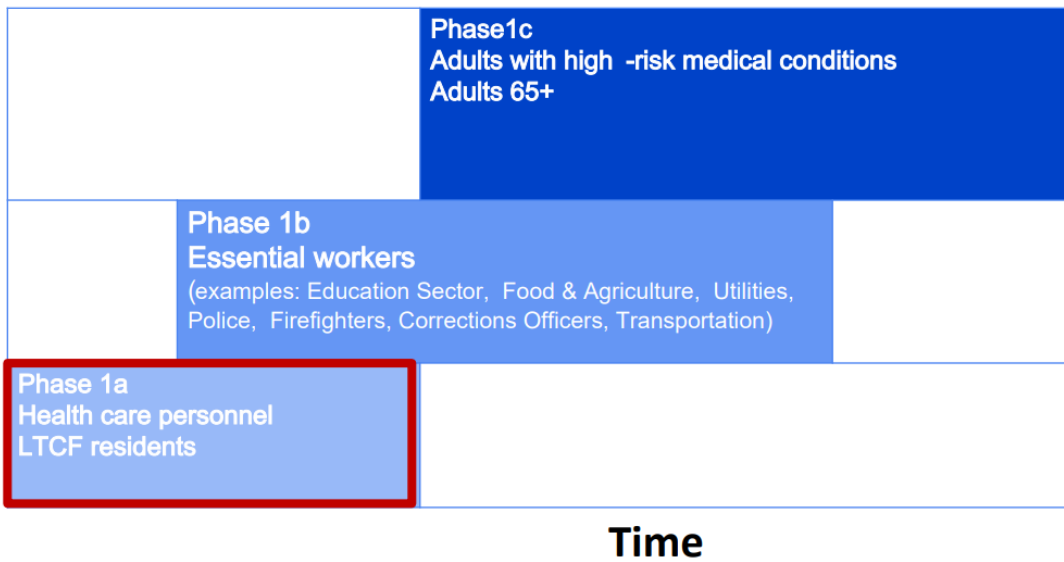 Phase1c
Adults with high -risk medical conditions
Adults 65+
Phase 1b
Essential workers
(examples: Education Sector, Food & Agriculture, Utilities,
Police, Firefighters, Corrections Officers, Transportation)
Phase 1a
Health care personnel
LTCF residents
Time